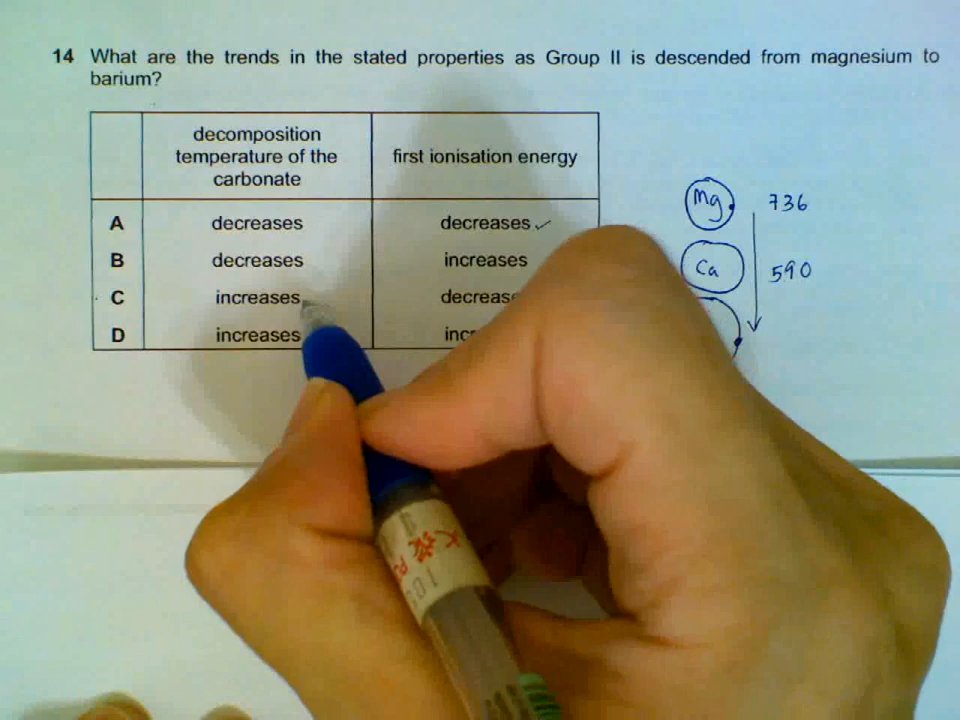 14 What are the trends in the stated properties as Group II is descended from magnesium to
barium?
decomposition
temperature of the
carbonate
first ionisation energy
A decreases decreases ✓
B decreases increases
C increases
D increases
Mg 736
Ca 590